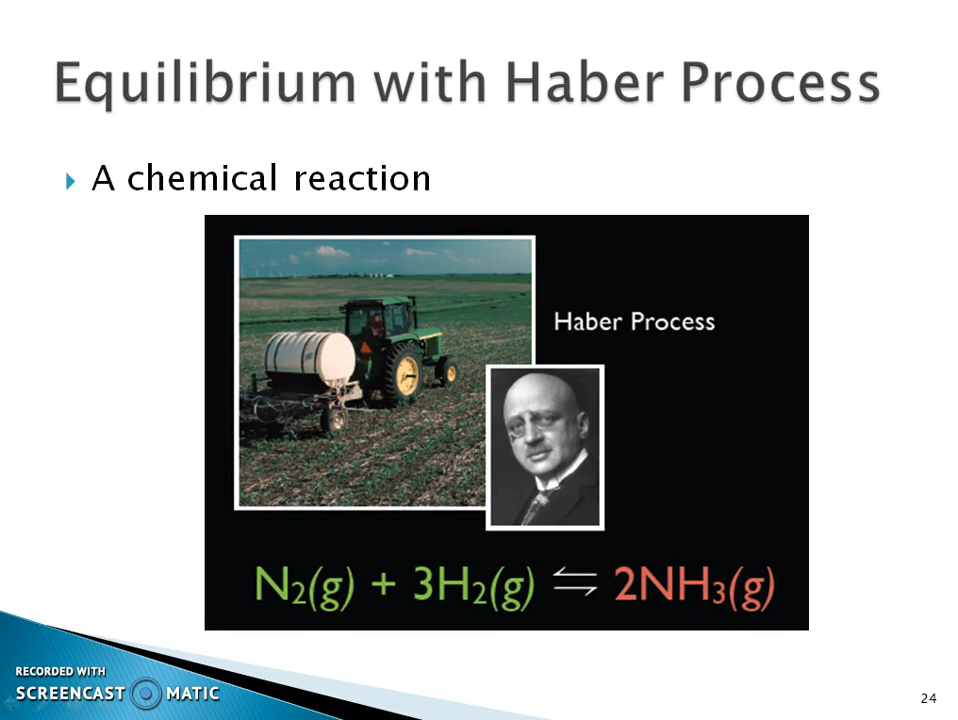 Equilibrium with Haber Process
A chemical reaction
Haber Process
N₂(g) + 3H₂(g) ⇌ 2NH₃(g)
RECORDED WITH
SCREENCAST MATIC
24